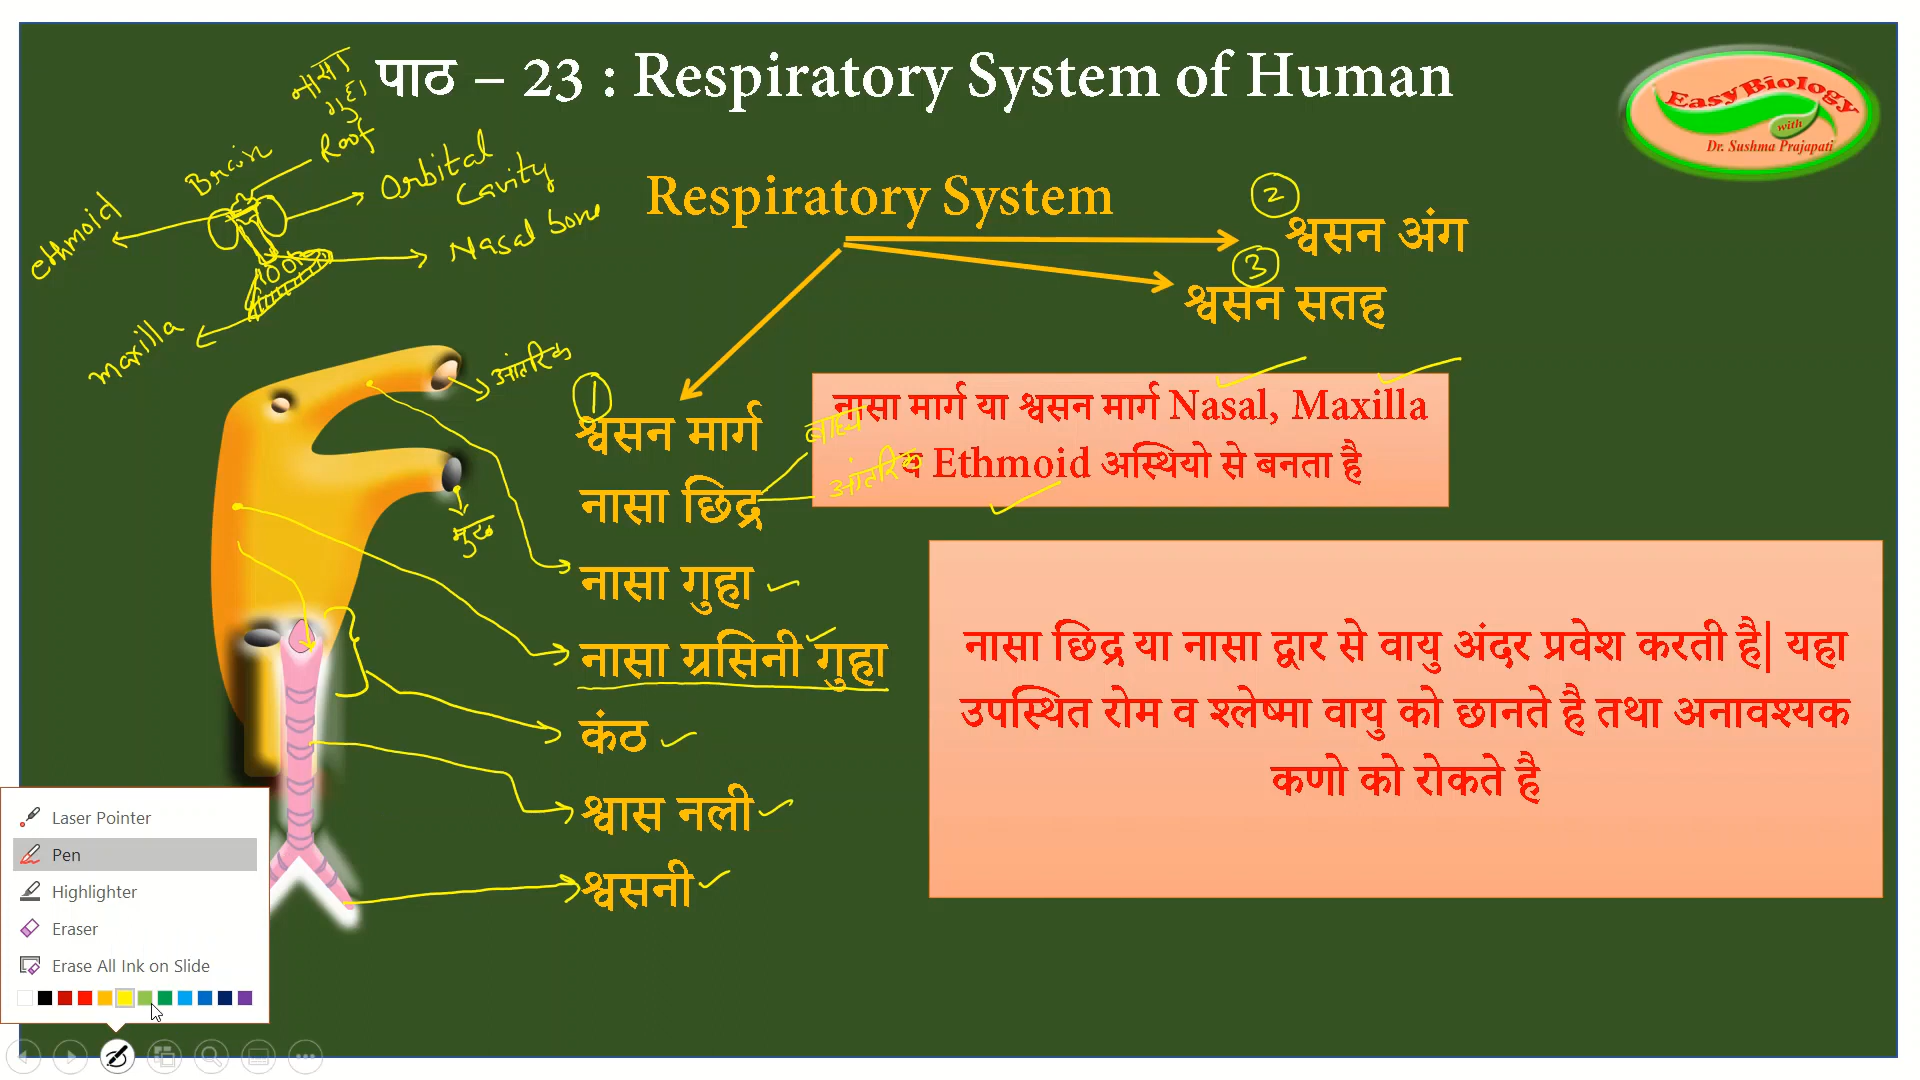 पाठ – 23 : Respiratory System of Human
EasyBiology
with
Dr. Sushma Prajapati
नासा
गुहा
Roof
Brain
Orbital
Cavity
ethmoid
Nasal bone
maxilla
Respiratory System
2
श्वसन अंग
3
श्वसन सतह
आंतरिक
1
श्वसन मार्ग
नासा मार्ग या श्वसन मार्ग Nasal, Maxilla
व Ethmoid अस्थियो से बनता है
बाह्य
आंतरिक
नासा छिद्र
मुख
नासा गुहा
नासा ग्रसिनी गुहा
कंठ
श्वास नली
श्वसनी
नासा छिद्र या नासा द्वार से वायु अंदर प्रवेश करती है| यहा
उपस्थित रोम व श्लेष्मा वायु को छानते है तथा अनावश्यक
कणो को रोकते है
Laser Pointer
Pen
Highlighter
Eraser
Erase All Ink on Slide